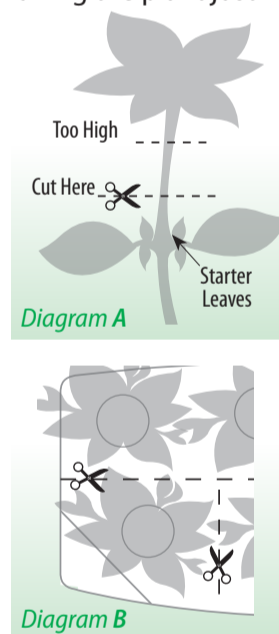 Too High
Cut Here
Starter
Leaves
Diagram A
Diagram B